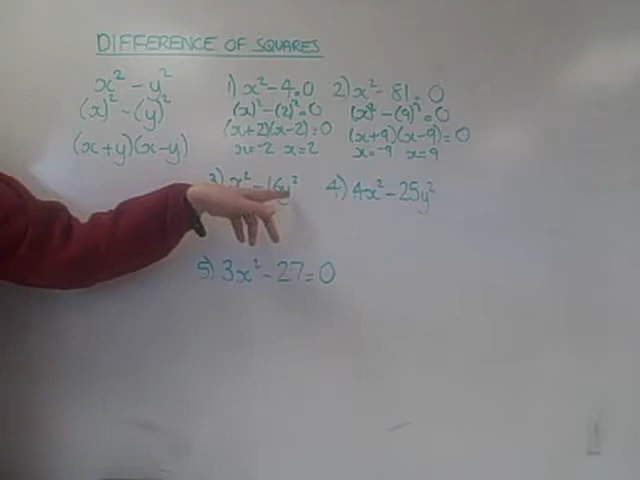 DIFFERENCE OF SQUARES
x² - y²
(x)² - (y)²
(x+y)(x-y)
1) x² - 4 = 0
(x)² - (2)² = 0
(x+2)(x-2) = 0
x = -2 x = 2
2) x² - 81 = 0
(x)² - (9)² = 0
(x+9)(x-9) = 0
x = -9 x = 9
3) x² - 16y²
4) 4x² - 25y²
5) 3x² - 27 = 0